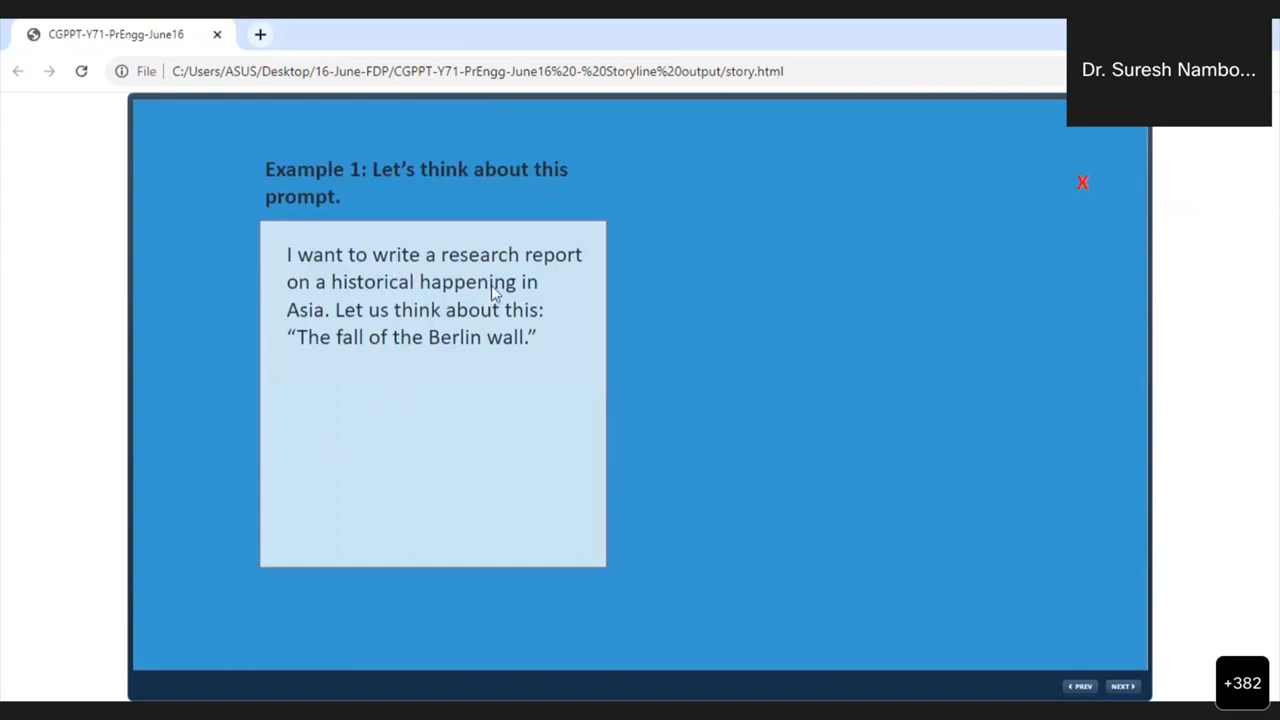 CGPPT-Y71-PrEngg-June16
File
C:/Users/ASUS/Desktop/16-June-FDP/CGPPT-Y71-PrEngg-June16%20-%20Storyline%20output/story.html
Dr. Suresh Nambo...
Example 1: Let’s think about this
prompt.
X
I want to write a research report
on a historical happening in
Asia. Let us think about this:
“The fall of the Berlin wall.”
PREV
NEXT
+382